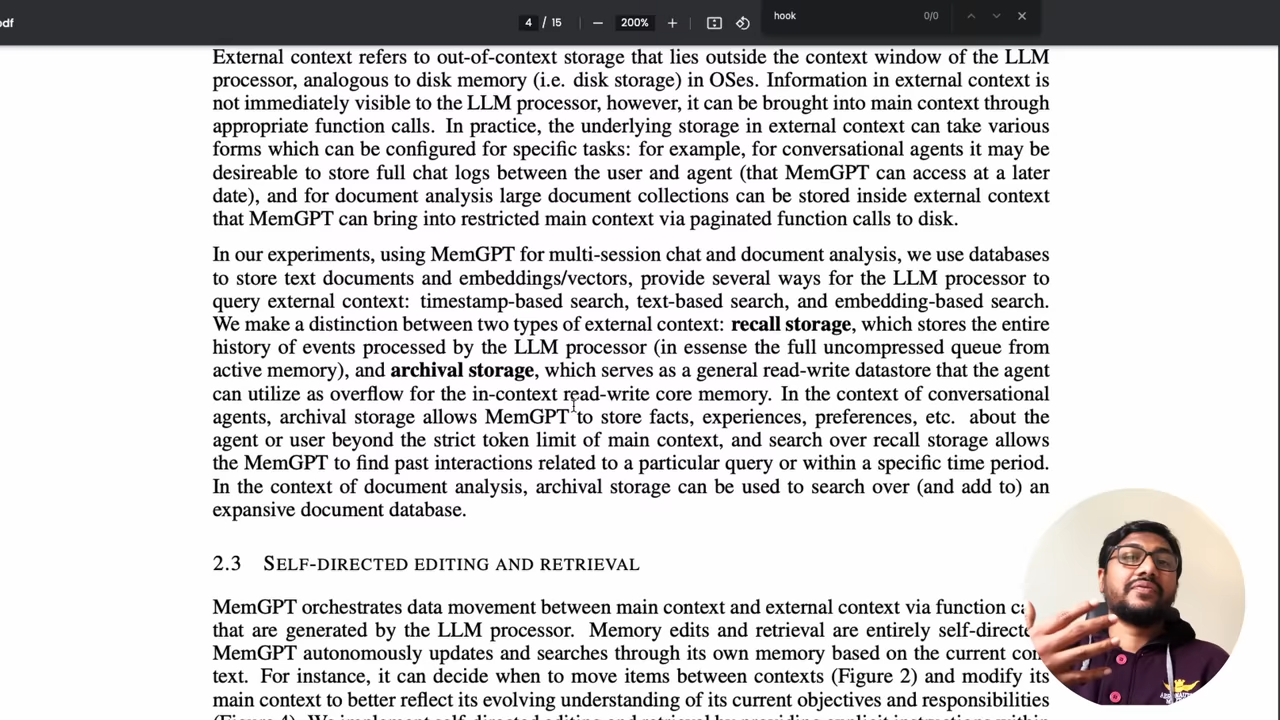 odf
4 / 15
200%
hook
0/0
External context refers to out-of-context storage that lies outside the context window of the LLM
processor, analogous to disk memory (i.e. disk storage) in OSes. Information in external context is
not immediately visible to the LLM processor, however, it can be brought into main context through
appropriate function calls. In practice, the underlying storage in external context can take various
forms which can be configured for specific tasks: for example, for conversational agents it may be
desireable to store full chat logs between the user and agent (that MemGPT can access at a later
date), and for document analysis large document collections can be stored inside external context
that MemGPT can bring into restricted main context via paginated function calls to disk.
In our experiments, using MemGPT for multi-session chat and document analysis, we use databases
to store text documents and embeddings/vectors, provide several ways for the LLM processor to
query external context: timestamp-based search, text-based search, and embedding-based search.
We make a distinction between two types of external context: recall storage, which stores the entire
history of events processed by the LLM processor (in essense the full uncompressed queue from
active memory), and archival storage, which serves as a general read-write datastore that the agent
can utilize as overflow for the in-context read-write core memory. In the context of conversational
agents, archival storage allows MemGPT to store facts, experiences, preferences, etc. about the
agent or user beyond the strict token limit of main context, and search over recall storage allows
the MemGPT to find past interactions related to a particular query or within a specific time period.
In the context of document analysis, archival storage can be used to search over (and add to) an
expansive document database.
2.3 SELF-DIRECTED EDITING AND RETRIEVAL
MemGPT orchestrates data movement between main context and external context via function ca
that are generated by the LLM processor. Memory edits and retrieval are entirely self-directe
MemGPT autonomously updates and searches through its own memory based on the current con
text. For instance, it can decide when to move items between contexts (Figure 2) and modify its
main context to better reflect its evolving understanding of its current objectives and responsibilities
(Figure 4). We implement self-directed editing and retrieval by providing explicit instructions within